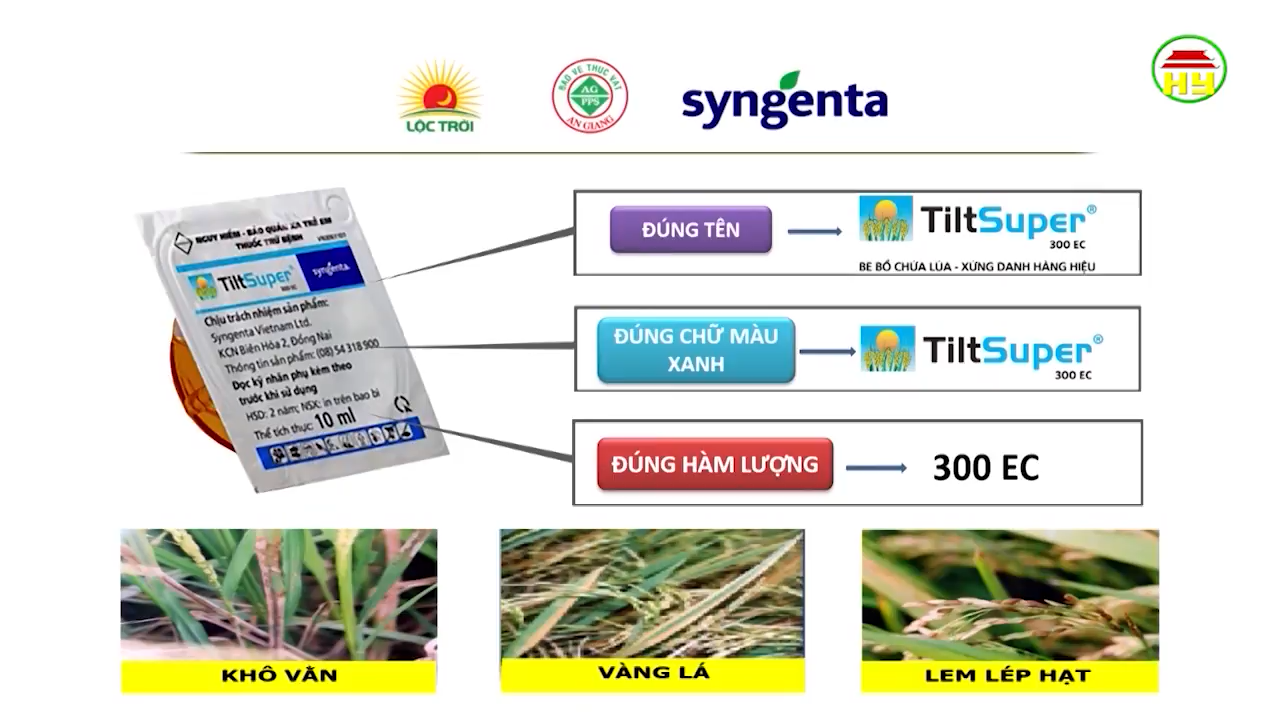 LỘC TRỜI
BẢO VỆ THỰC VẬT
AG
PPS
AN GIANG
syngenta
HY
NGUY HIỂM - BẢO QUẢN XA TRẺ EM
THUỐC TRỪ BỆNH
TiltSuper
300 EC
syngenta
Chịu trách nhiệm sản phẩm:
Syngenta Vietnam Ltd.
KCN Biên Hòa 2, Đồng Nai
Thông tin sản phẩm: (08) 54 318 900
Đọc kỹ nhãn phụ kèm theo
trước khi sử dụng
HSD: 2 năm; NSX: in trên bao bì
Thể tích thực: 10 ml
ĐÚNG TÊN
TiltSuper®
300 EC
BE BỔ CHỨA LÚA - XỨNG DANH HÀNG HIỆU
ĐÚNG CHỮ MÀU
XANH
TiltSuper®
300 EC
ĐÚNG HÀM LƯỢNG
300 EC
KHÔ VẰN
VÀNG LÁ
LEM LÉP HẠT